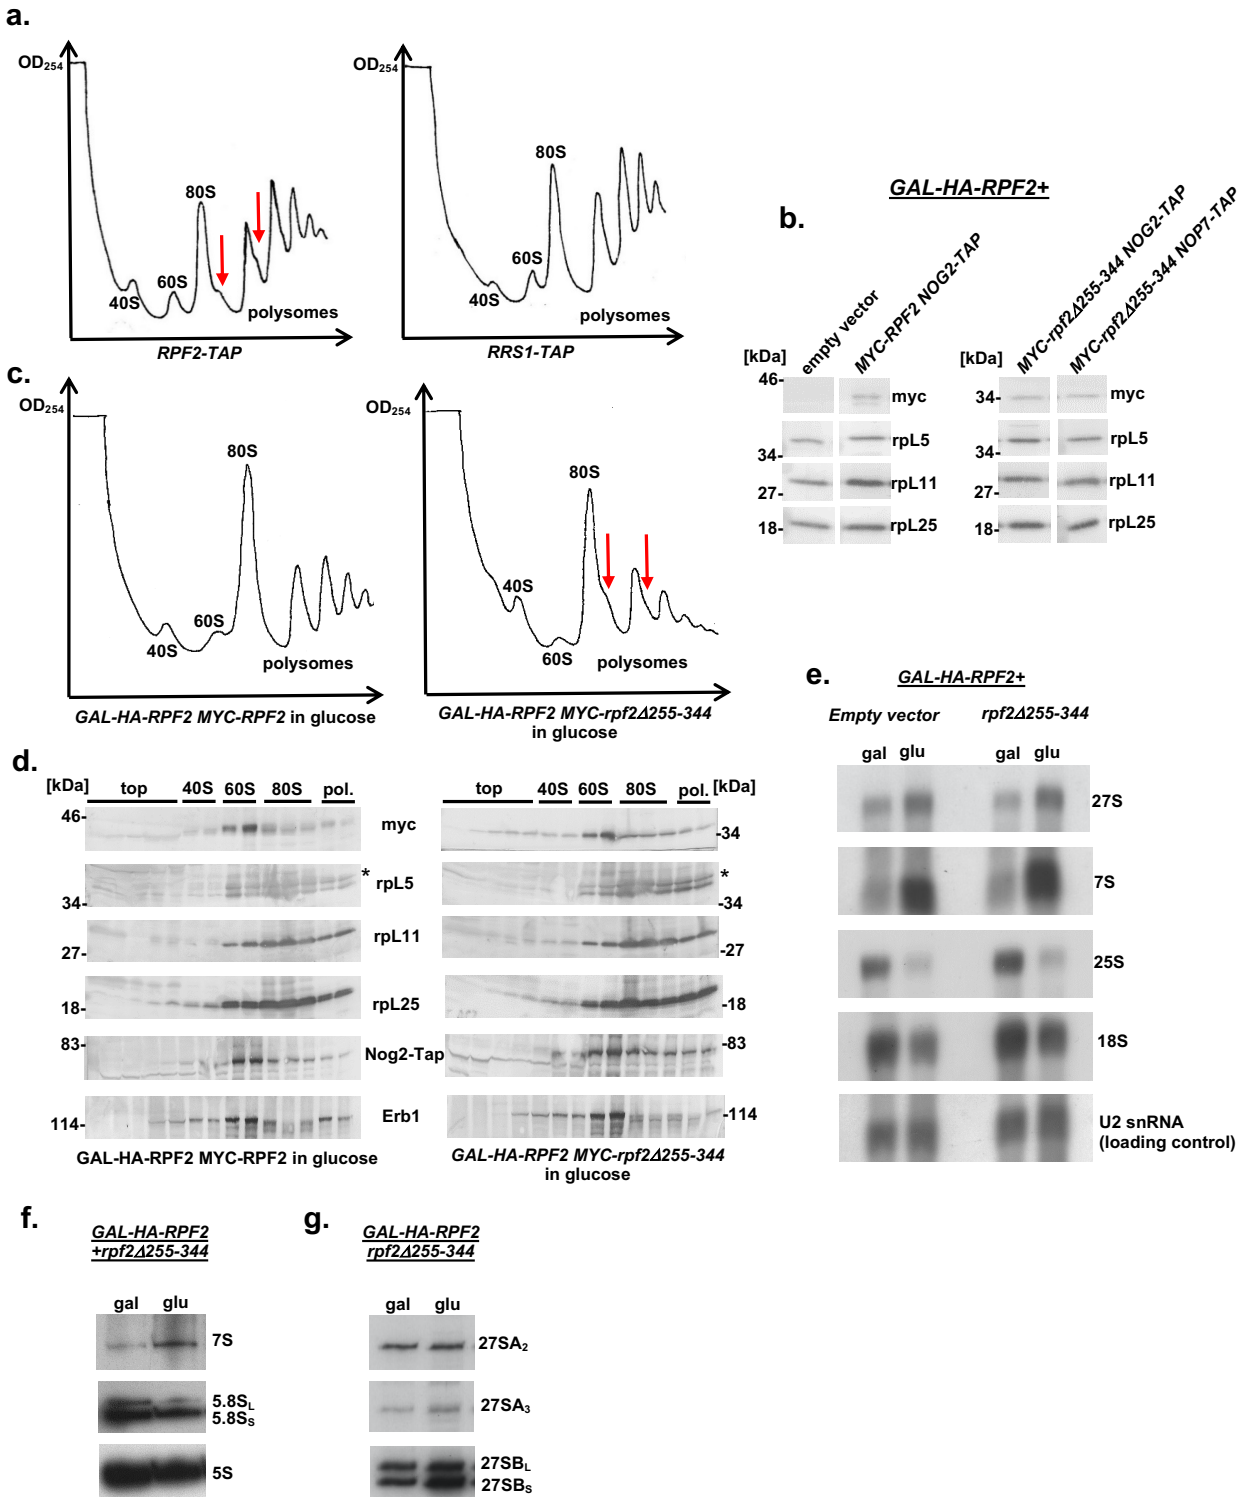 a.
OD254
80S
60S
40S
polysomes
RPF2-TAP
OD254
80S
60S
40S
polysomes
RRS1-TAP
b.
GAL-HA-RPF2+
empty vector
MYC-RPF2 NOG2-TAP
MYC-rpf2Δ255-344 NOG2-TAP
MYC-rpf2Δ255-344 NOP7-TAP
[kDa]
46-
myc
rpL5
34-
rpL11
27-
rpL25
18-
[kDa]
34-
myc
rpL5
34-
rpL11
27-
rpL25
18-
c.
OD254
80S
60S
40S
polysomes
GAL-HA-RPF2 MYC-RPF2 in glucose
OD254
80S
40S
60S
polysomes
GAL-HA-RPF2 MYC-rpf2Δ255-344
in glucose
d.
[kDa]
top 40S 60S 80S pol.
top 40S 60S 80S pol.
[kDa]
46-
myc
-34
* rpL5 *
34-
-34
rpL11
27-
-27
rpL25
18-
-18
83-
Nog2-Tap
-83
Erb1
114-
-114
GAL-HA-RPF2 MYC-RPF2 in glucose
GAL-HA-RPF2 MYC-rpf2Δ255-344
in glucose
e.
GAL-HA-RPF2+
Empty vector rpf2Δ255-344
gal glu gal glu
27S
7S
25S
18S
U2 snRNA
(loading control)
f.
GAL-HA-RPF2
+rpf2Δ255-344
gal glu
7S
5.8SL
5.8SS
5S
g.
GAL-HA-RPF2
rpf2Δ255-344
gal glu
27SA2
27SA3
27SBL
27SBS